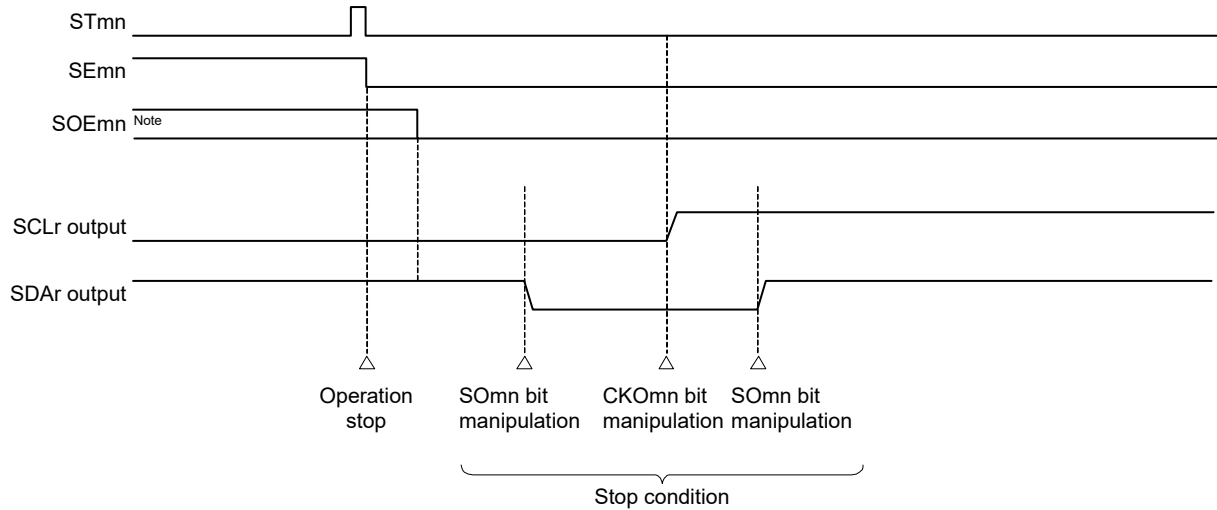 STmn
SEmn
SOEmn Note
SCLr output
SDAr output
Operation
stop
SOmn bit
manipulation
CKOmn bit
manipulation
SOmn bit
manipulation
Stop condition